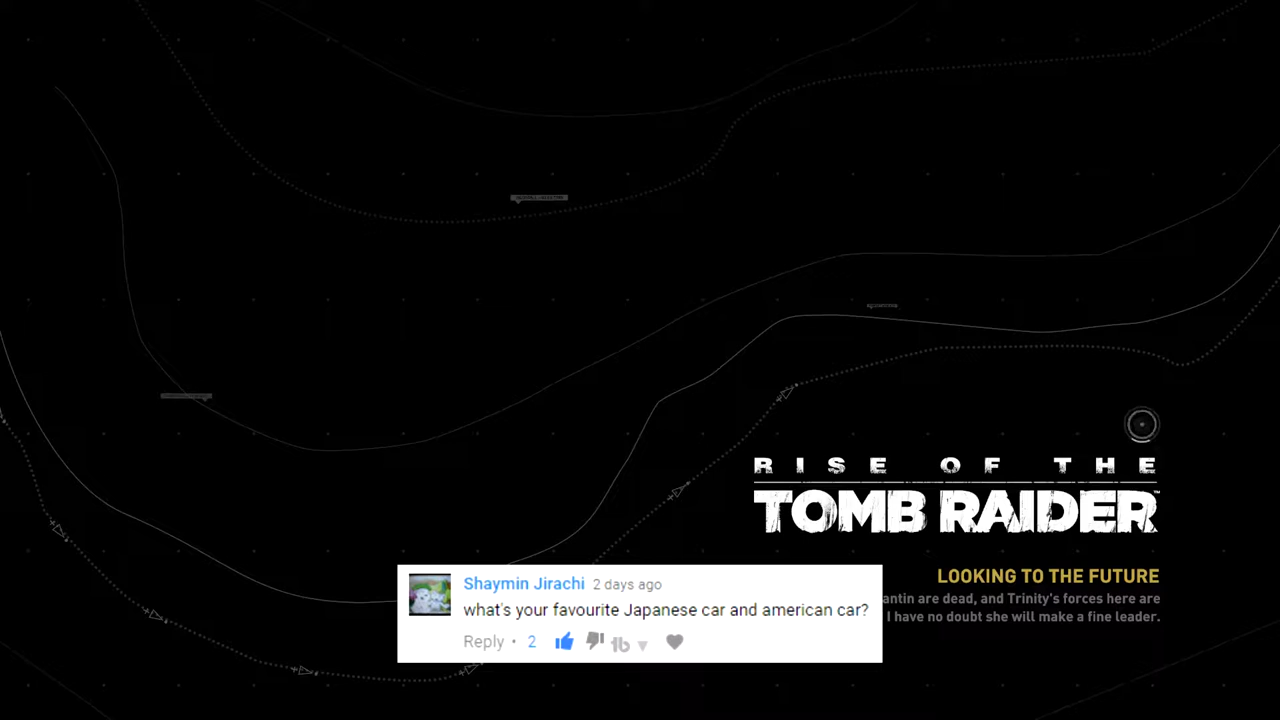 RISE OF THE
TOMB RAIDER
LOOKING TO THE FUTURE
antin are dead, and Trinity's forces here are
I have no doubt she will make a fine leader.
Shaymin Jirachi 2 days ago
what's your favourite Japanese car and american car?
Reply • 2